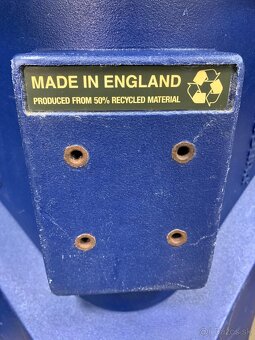 MADE IN ENGLAND
PRODUCED FROM 50% RECYCLED MATERIAL